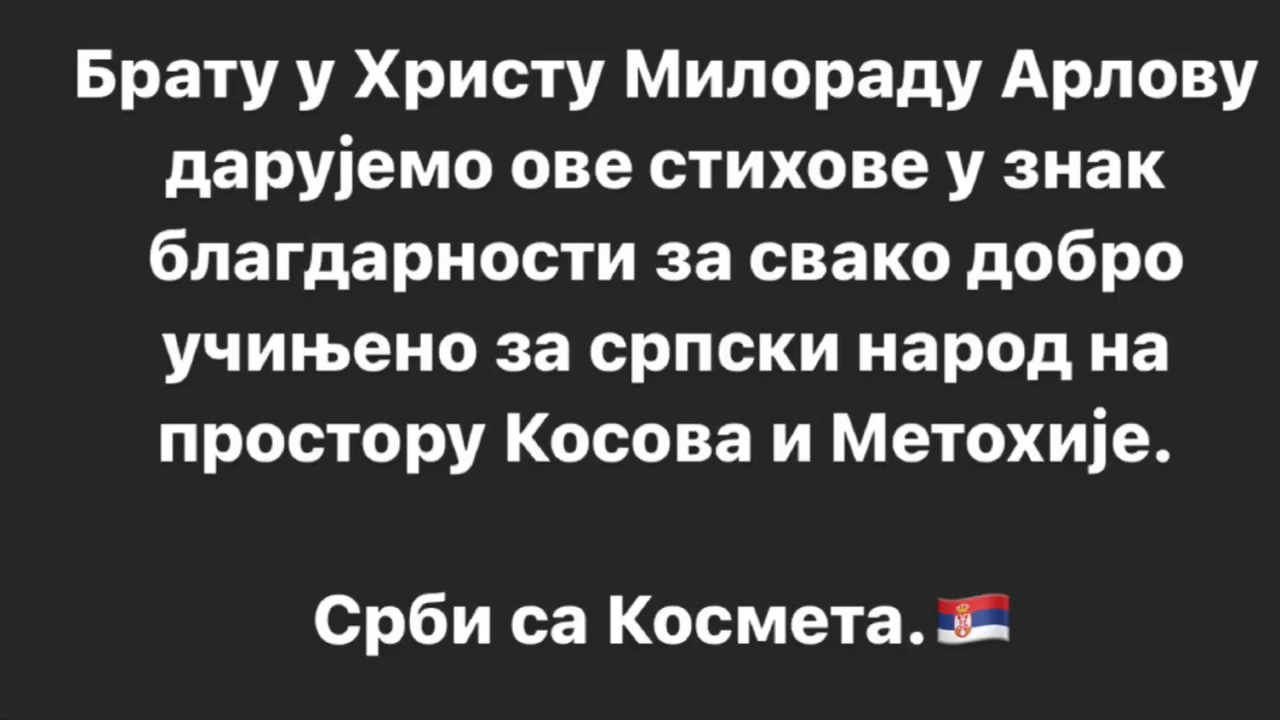 Брату у Христу Милораду Арлову
дарујемо ове стихове у знак
благдарности за свако добро
учињено за српски народ на
простору Косова и Метохије.
Срби са Космета.🇷🇸